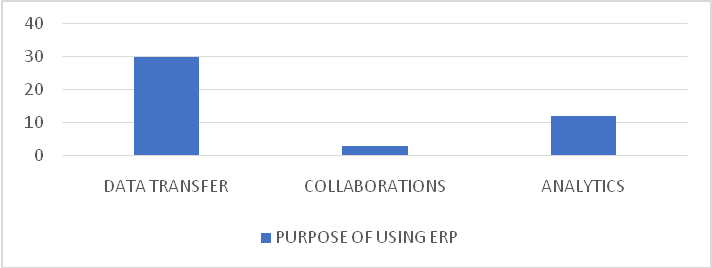 40
30
20
10
0
DATA TRANSFER COLLABORATIONS ANALYTICS
PURPOSE OF USING ERP